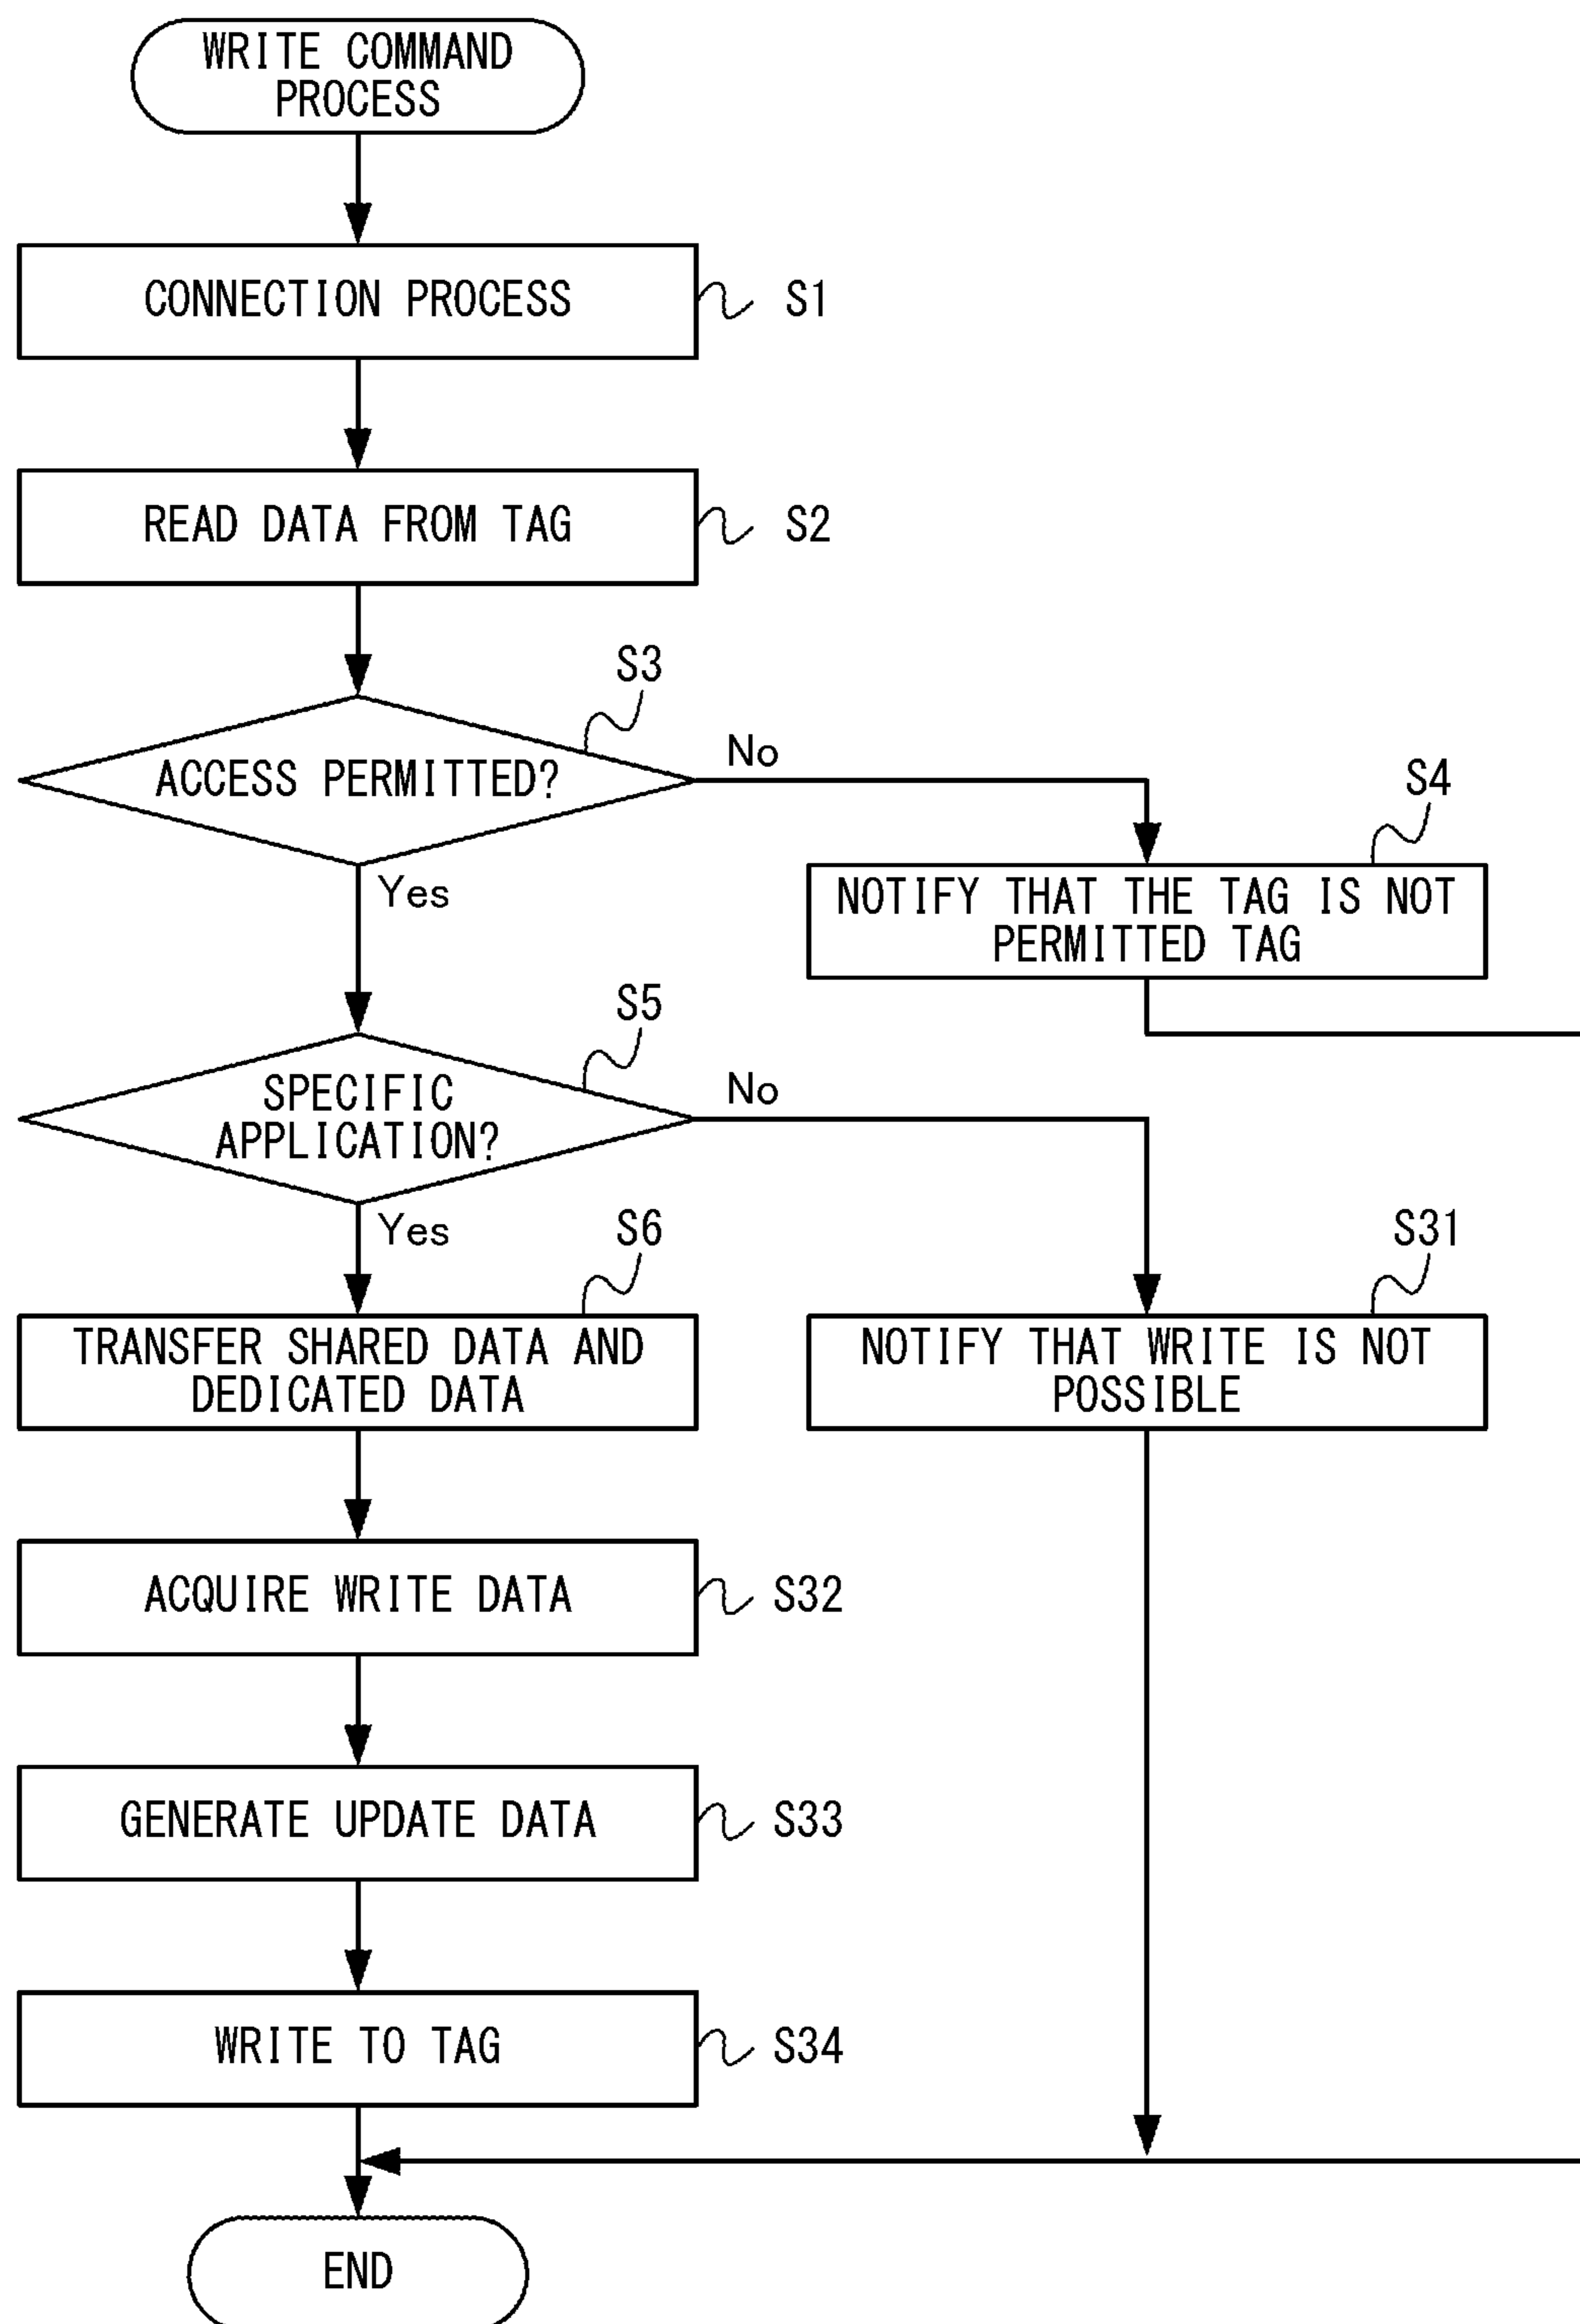 WRITE COMMAND
PROCESS
CONNECTION PROCESS
S1
READ DATA FROM TAG
S2
S3
ACCESS PERMITTED?
No
Yes
S4
NOTIFY THAT THE TAG IS NOT
PERMITTED TAG
S5
SPECIFIC
APPLICATION?
No
Yes
S6
TRANSFER SHARED DATA AND
DEDICATED DATA
S31
NOTIFY THAT WRITE IS NOT
POSSIBLE
ACQUIRE WRITE DATA
S32
GENERATE UPDATE DATA
S33
WRITE TO TAG
S34
END